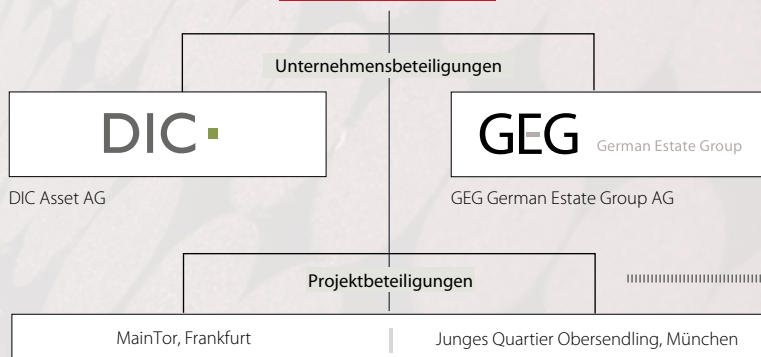 Unternehmensbeteiligungen
DIC
GEG German Estate Group
DIC Asset AG
GEG German Estate Group AG
Projektbeteiligungen
MainTor, Frankfurt
Junges Quartier Obersendling, München